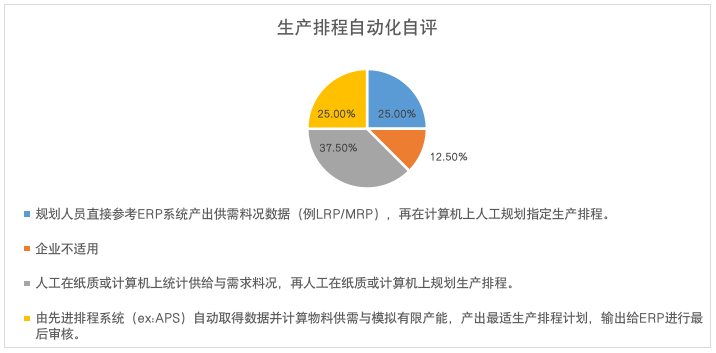 生产排程自动化自评
25.00%
25.00%
37.50%
12.50%
规划人员直接参考ERP系统产出供需料况数据（例LRP/MRP），再在计算机上人工规划指定生产排程。
企业不适用
人工在纸质或计算机上统计供给与需求料况，再人工在纸质或计算机上规划生产排程。
由先进排程系统（ex:APS）自动取得数据并计算物料供需与模拟有限产能，产出最适生产排程计划，输出给ERP进行最
后审核。